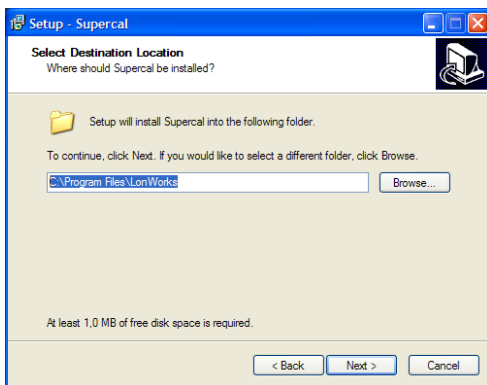 Setup - Supercal
Select Destination Location
Where should Supercal be installed?
Setup will install Supercal into the following folder.
To continue, click Next. If you would like to select a different folder, click Browse.
C:\Program Files\LonWorks
Browse...
At least 1,0 MB of free disk space is required.
< Back Next > Cancel